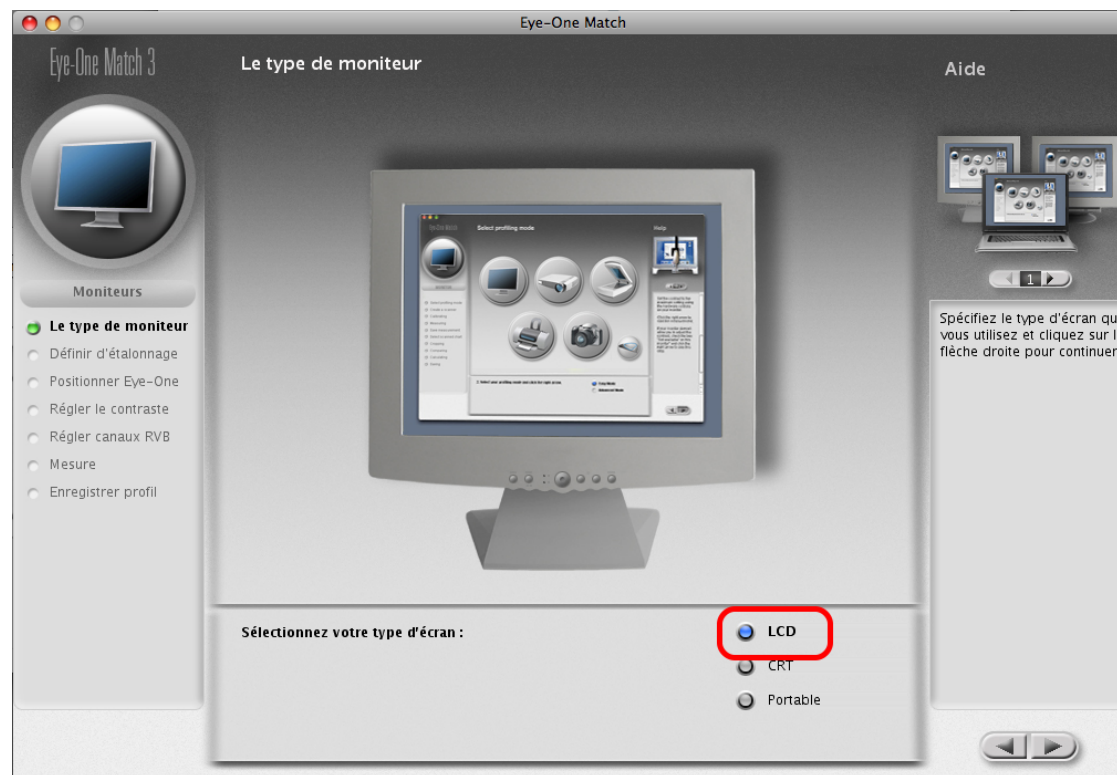 Eye-One Match
Eye-One Match 3
Le type de moniteur
Aide
Moniteurs
Le type de moniteur
Définir d'étalonnage
Positionner Eye-One
Régler le contraste
Régler canaux RVB
Mesure
Enregistrer profil
Select profiling mode
Help
1
Spécifiez le type d'écran qu
vous utilisez et cliquez sur l
flèche droite pour continuer
Sélectionnez votre type d'écran :
LCD
CRT
Portable